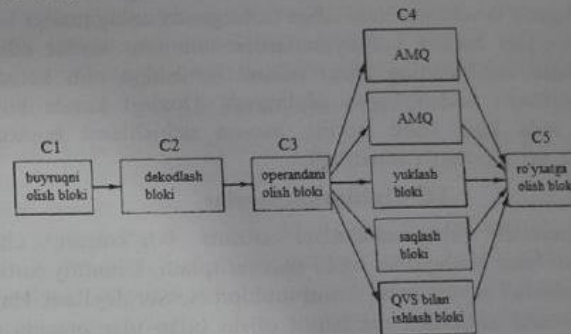 C4
AMQ
AMQ
C1
C2
C3
C5
buyruqni
olish bloki
dekodlash
bloki
operandani
olish bloki
yuklash
bloki
ro'yxatga
olish bloki
saqlash
bloki
QVS bilan
ishlash bloki